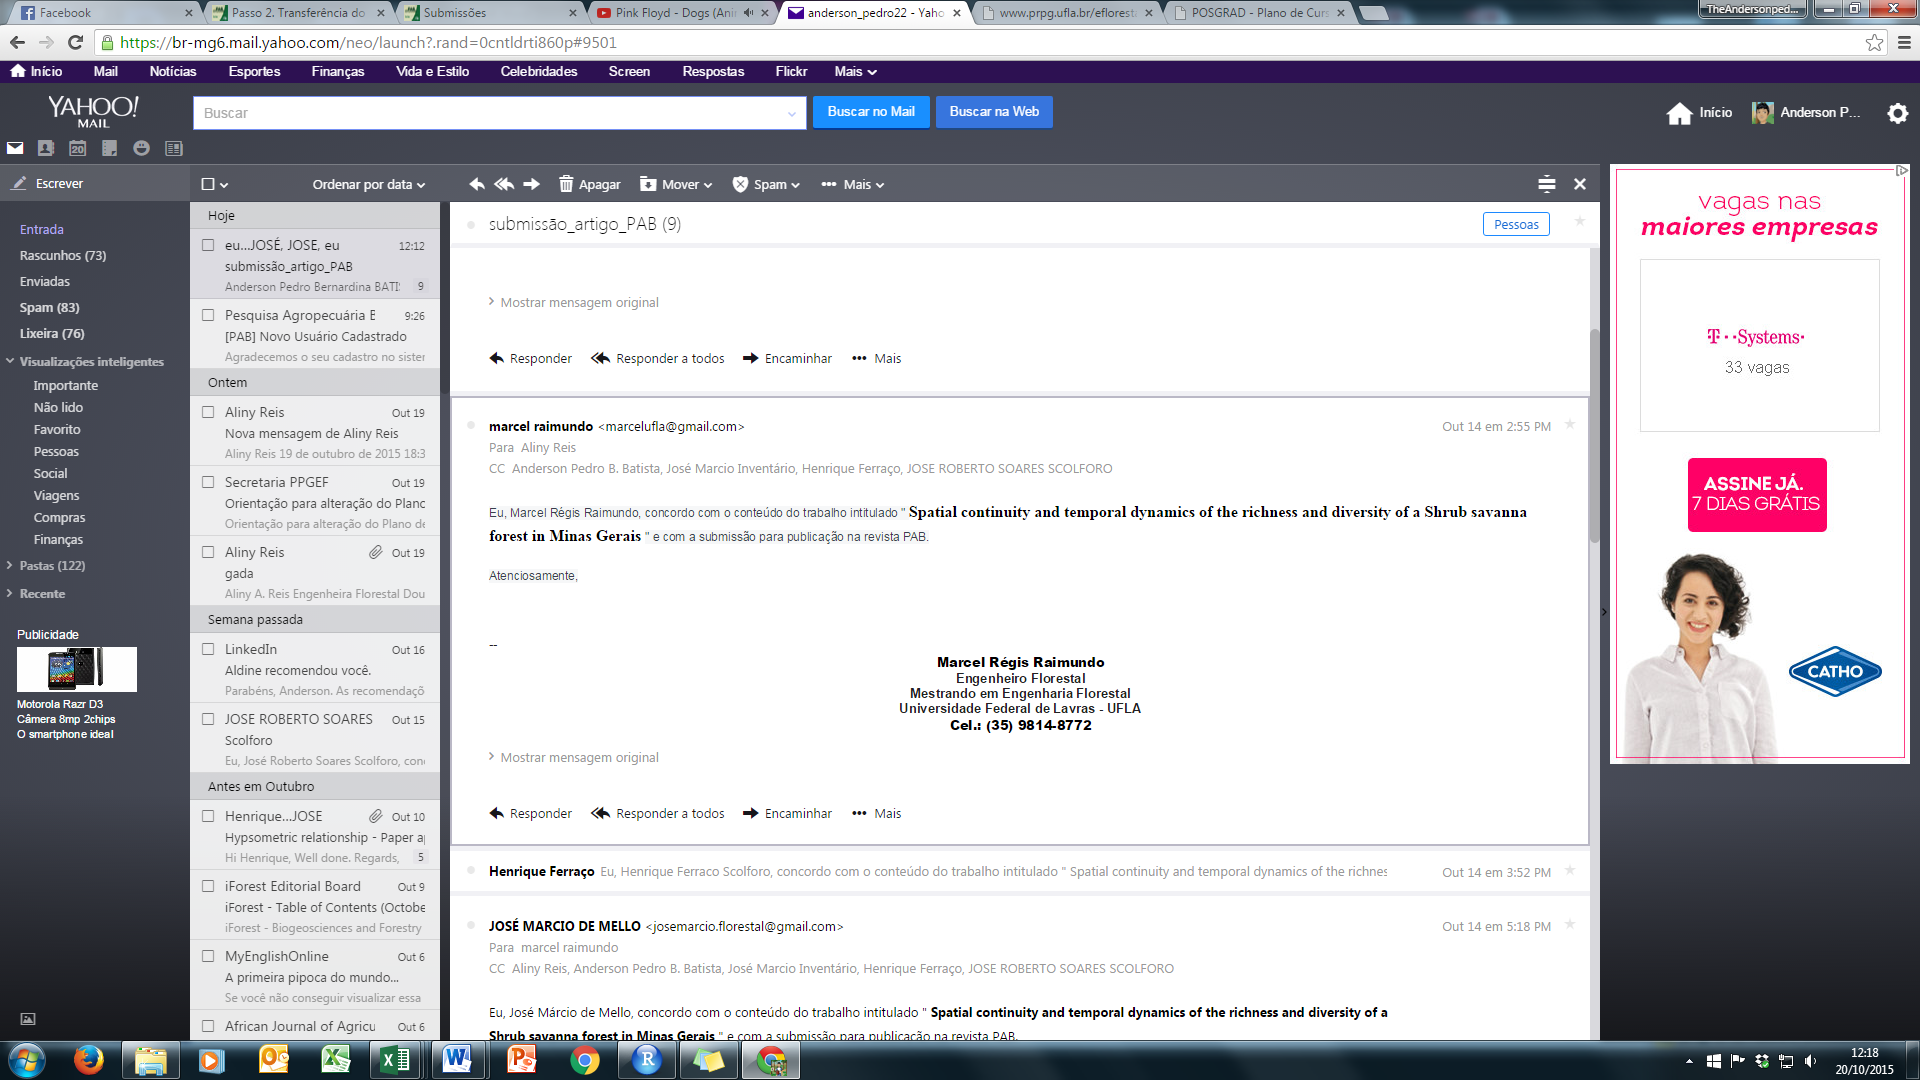 Facebook
Passo 2. Transferência do
Submissões
Pink Floyd - Dogs (Ani
anderson_pedro22 - Yaho
www.prpg.ufla.br/eflorest
POSGRAD - Plano de Curs
TheAndersonped...
https://br-mg6.mail.yahoo.com/neo/launch?.rand=0cntldrti860p#9501
Início Mail Notícias Esportes Finanças Vida e Estilo Celebridades Screen Respostas Flickr Mais
YAHOO!
MAIL
Buscar
Buscar no Mail
Buscar na Web
Início
Anderson P...
20
Escrever
Entrada
Rascunhos (73)
Enviadas
Spam (83)
Lixeira (76)
Visualizações inteligentes
Importante
Não lido
Favorito
Pessoas
Social
Viagens
Compras
Finanças
Pastas (122)
Recente
Publicidade
Motorola Razr D3
Câmera 8mp 2chips
O smartphone ideal
Ordenar por data
Hoje
eu...JOSÉ, JOSE, eu 12:12
submissão_artigo_PAB
Anderson Pedro Bernardina BATI 9
Pesquisa Agropecuária B 9:26
[PAB] Novo Usuário Cadastrado
Agradecemos o seu cadastro no sister
Ontem
Aliny Reis Out 19
Nova mensagem de Aliny Reis
Aliny Reis 19 de outubro de 2015 18:3
Secretaria PPGEF Out 19
Orientação para alteração do Plano
Orientação para alteração do Plano de
Aliny Reis Out 19
gada
Aliny A. Reis Engenheira Florestal Dou
Semana passada
LinkedIn Out 16
Aldine recomendou você.
Parabéns, Anderson. As recomendaçõ
JOSE ROBERTO SOARES Out 15
Scolforo
Eu, José Roberto Soares Scolforo, con
Antes em Outubro
Henrique...JOSE Out 10
Hypsometric relationship - Paper a
Hi Henrique, Well done. Regards, 5
iForest Editorial Board Out 9
iForest - Table of Contents (Octobe
iForest - Biogeosciences and Forestry
MyEnglishOnline Out 6
A primeira pipoca do mundo...
Se você não conseguir visualizar essa
African Journal of Agricu Out 6
Apagar Mover Spam Mais
submissão_artigo_PAB (9)
Pessoas
Mostrar mensagem original
Responder Responder a todos Encaminhar Mais
marcel raimundo <marcelufla@gmail.com> Out 14 em 2:55 PM
Para Aliny Reis
CC Anderson Pedro B. Batista, José Marcio Inventário, Henrique Ferraço, JOSE ROBERTO SOARES SCOLFORO
Eu, Marcel Régis Raimundo, concordo com o conteúdo do trabalho intitulado " Spatial continuity and temporal dynamics of the richness and diversity of a Shrub savanna
forest in Minas Gerais " e com a submissão para publicação na revista PAB.
Atenciosamente,
--
Marcel Régis Raimundo
Engenheiro Florestal
Mestrando em Engenharia Florestal
Universidade Federal de Lavras - UFLA
Cel.: (35) 9814-8772
Mostrar mensagem original
Responder Responder a todos Encaminhar Mais
Henrique Ferraço Eu, Henrique Ferraco Scolforo, concordo com o conteúdo do trabalho intitulado " Spatial continuity and temporal dynamics of the richnes Out 14 em 3:52 PM
JOSÉ MARCIO DE MELLO <josemarcio.florestal@gmail.com> Out 14 em 5:18 PM
Para marcel raimundo
CC Aliny Reis, Anderson Pedro B. Batista, José Marcio Inventário, Henrique Ferraço, JOSE ROBERTO SOARES SCOLFORO
Eu, José Márcio de Mello, concordo com o conteúdo do trabalho intitulado " Spatial continuity and temporal dynamics of the richness and diversity of a
Shrub savanna forest in Minas Gerais " e com a submissão para publicação na revista PAB.
vagas nas
maiores empresas
T··Systems·
33 vagas
ASSINE JÁ.
7 DIAS GRÁTIS
CATHO
12:18
20/10/2015